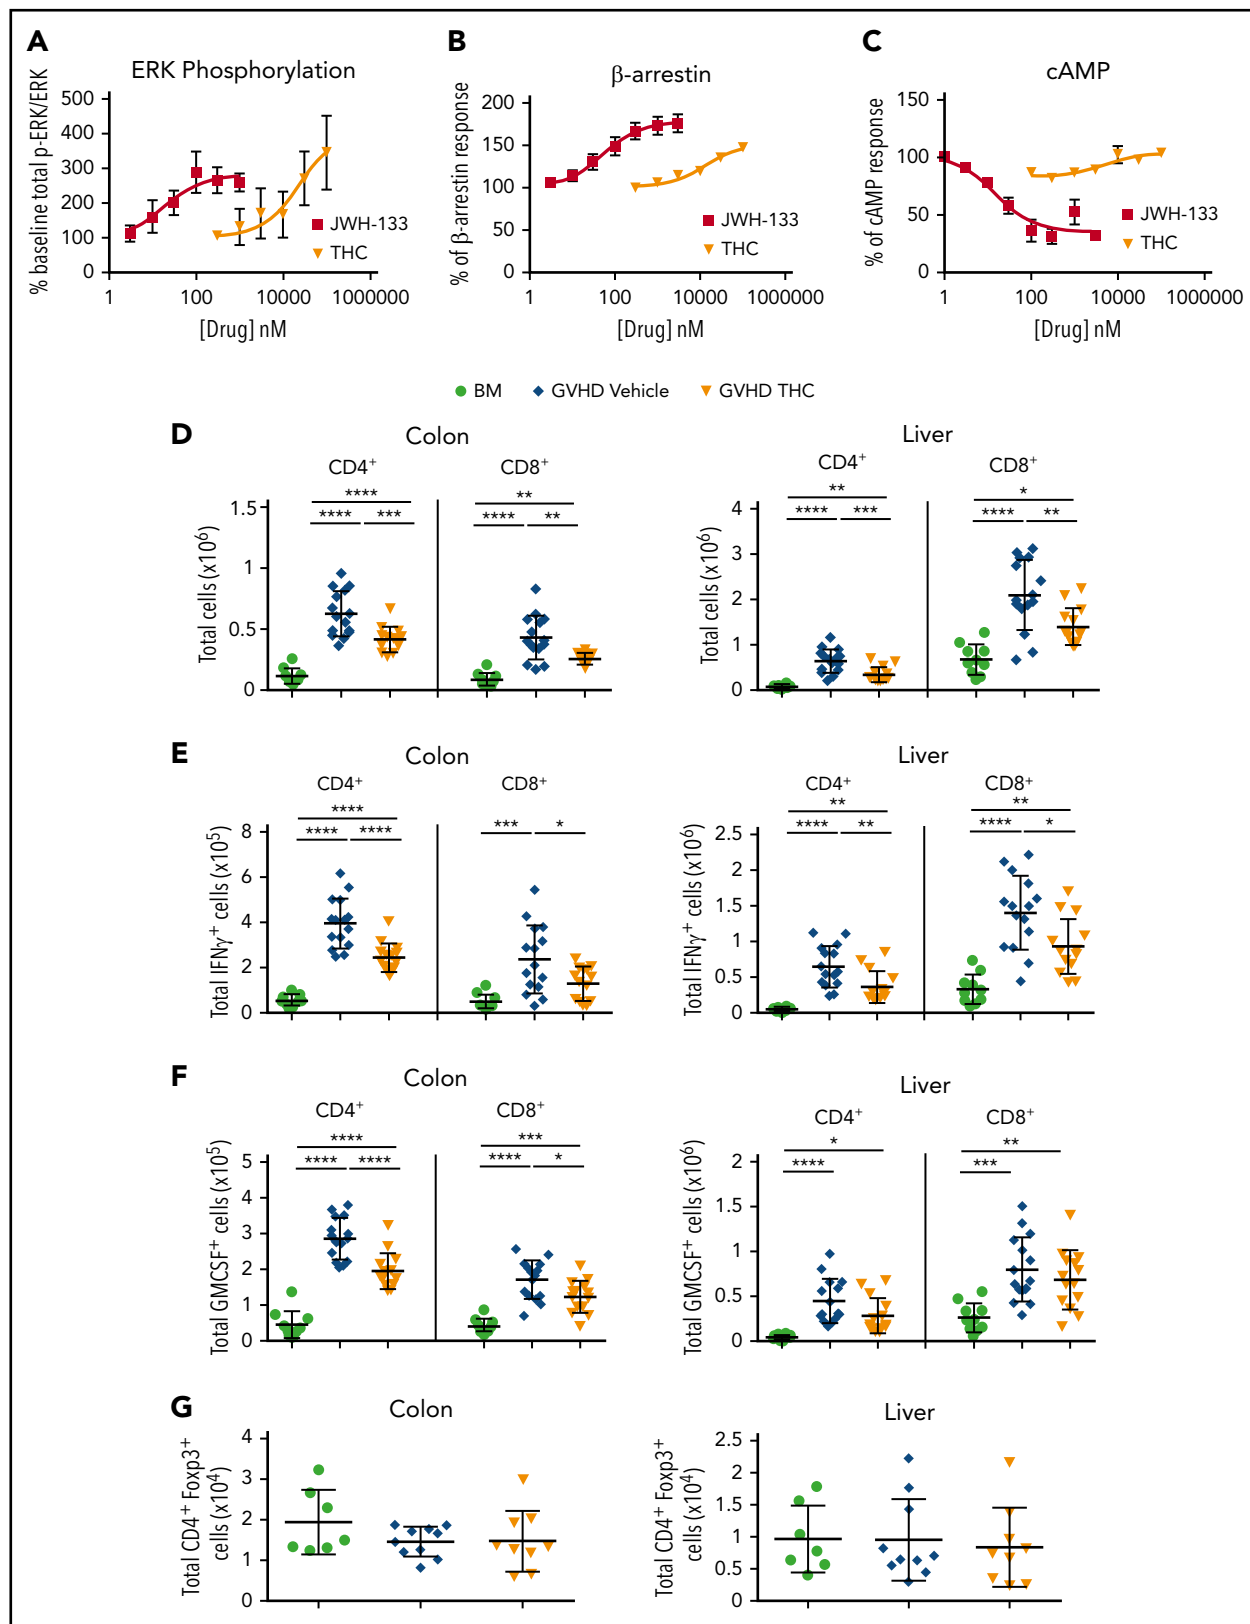 A
ERK Phosphorylation
% baseline total p-ERK/ERK
500
400
300
200
100
0
1
100
10000
1000000
[Drug] nM
JWH-133
THC
B
β-arrestin
% of β-arrestin response
200
150
100
50
0
1
100
10000
1000000
[Drug] nM
JWH-133
THC
C
cAMP
% of cAMP response
150
100
50
0
1
100
10000
1000000
[Drug] nM
JWH-133
THC
BM
GVHD Vehicle
GVHD THC
D
Colon
CD4+
CD8+
Total cells (x10⁶)
1.5
1
0.5
0
****
****
***
**
****
**
Liver
CD4+
CD8+
Total cells (x10⁶)
4
3
2
1
0
**
****
***
*
****
**
E
Colon
CD4+
CD8+
Total IFNγ+ cells (x10⁵)
8
6
4
2
0
****
****
****
***
*
Liver
CD4+
CD8+
Total IFNγ+ cells (x10⁶)
2.5
2
1.5
1
0.5
0
**
****
**
**
****
*
F
Colon
CD4+
CD8+
Total GMCSF+ cells (x10⁵)
5
4
3
2
1
0
****
****
****
***
****
*
Liver
CD4+
CD8+
Total GMCSF+ cells (x10⁶)
2
1.5
1
0.5
0
*
****
**
***
G
Colon
Total CD4+ Foxp3+
cells (x10⁴)
4
3
2
1
0
Liver
Total CD4+ Foxp3+
cells (x10⁴)
2.5
2
1.5
1
0.5
0